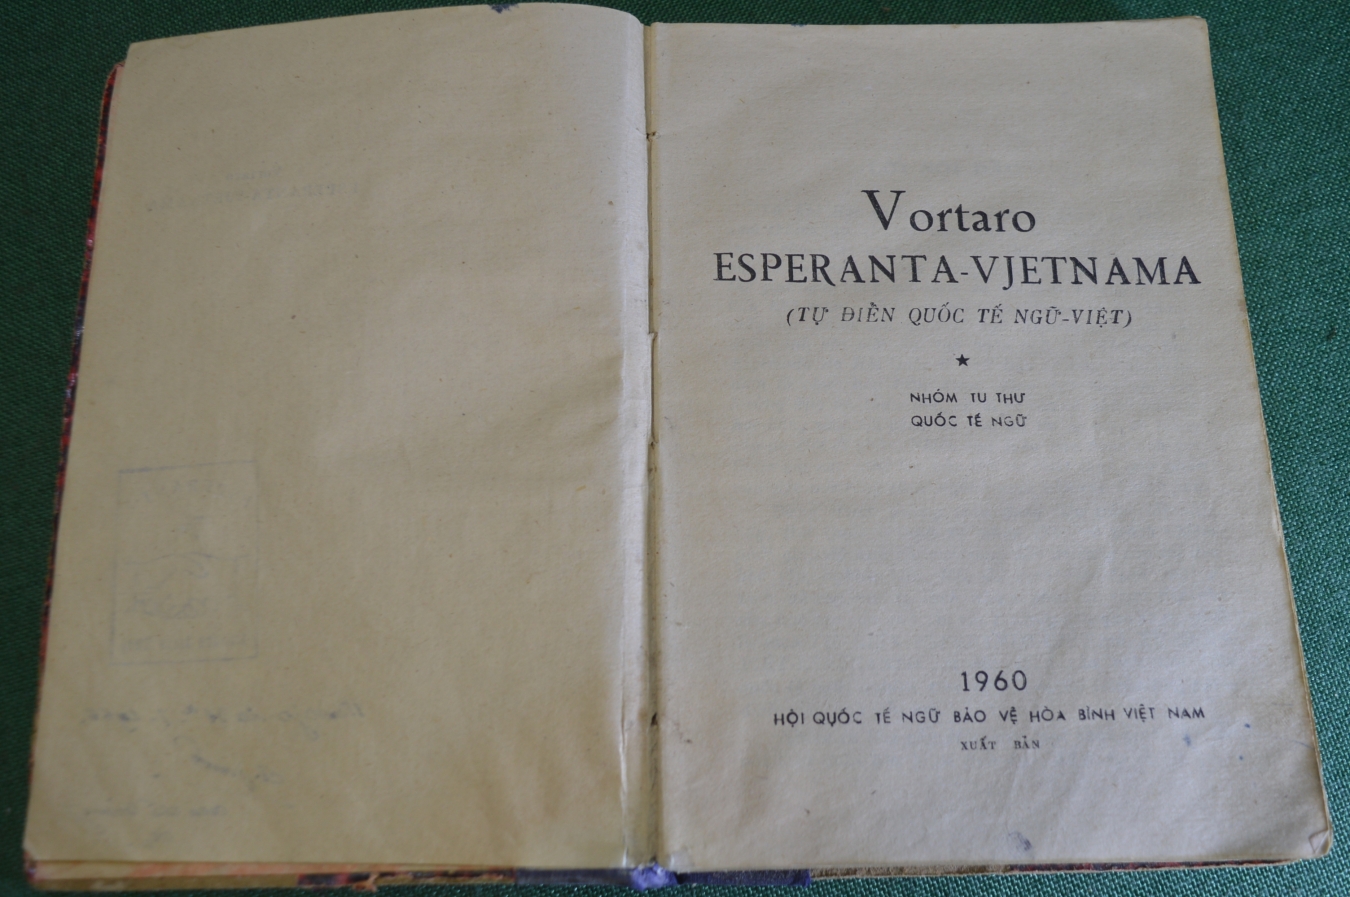 Vortaro
ESPERANTA-VJETNAMA
(TỰ ĐIỂN QUỐC TẾ NGỮ-VIỆT)
★
NHÓM TU THƯ
QUỐC TẾ NGỮ
1960
HỘI QUỐC TẾ NGỮ BẢO VỆ HÒA BÌNH VIỆT NAM
XUẤT BẢN